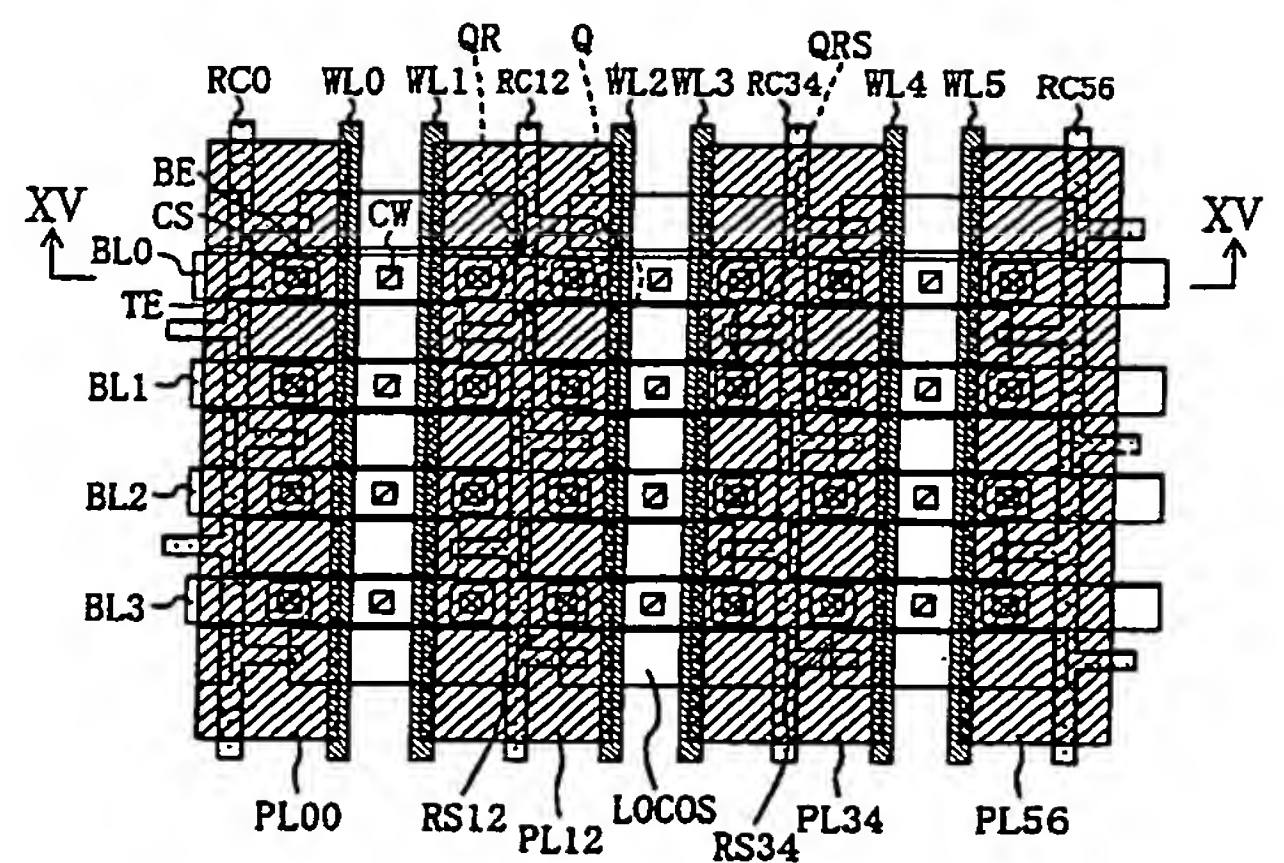 QR Q QRS
RC0 WL0 WL1 RC12 WL2 WL3 RC34 WL4 WL5 RC56
BE
XV CS CW XV
BL0
TE
BL1
BL2
BL3
PL00 RS12 PL12 LOCOS RS34 PL34 PL56